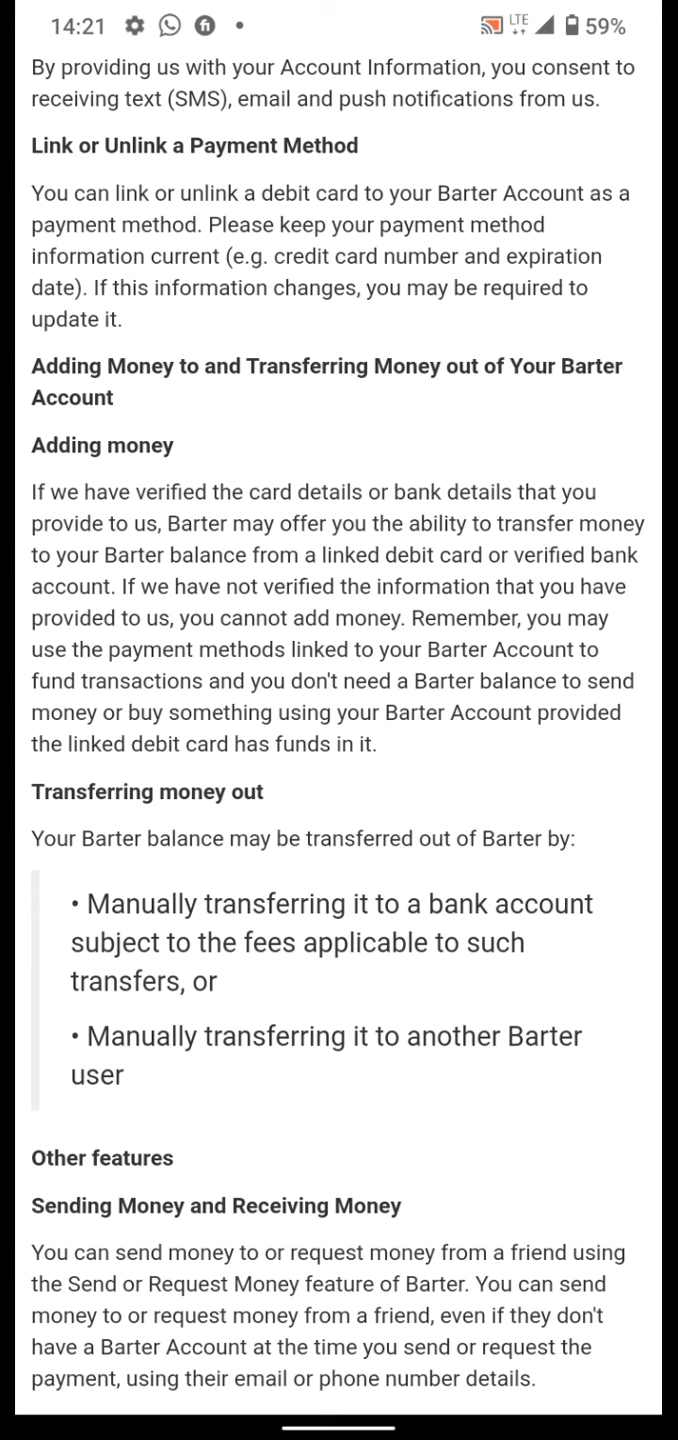 14:21
LTE
59%
By providing us with your Account Information, you consent to
receiving text (SMS), email and push notifications from us.
Link or Unlink a Payment Method
You can link or unlink a debit card to your Barter Account as a
payment method. Please keep your payment method
information current (e.g. credit card number and expiration
date). If this information changes, you may be required to
update it.
Adding Money to and Transferring Money out of Your Barter
Account
Adding money
If we have verified the card details or bank details that you
provide to us, Barter may offer you the ability to transfer money
to your Barter balance from a linked debit card or verified bank
account. If we have not verified the information that you have
provided to us, you cannot add money. Remember, you may
use the payment methods linked to your Barter Account to
fund transactions and you don't need a Barter balance to send
money or buy something using your Barter Account provided
the linked debit card has funds in it.
Transferring money out
Your Barter balance may be transferred out of Barter by:
• Manually transferring it to a bank account
subject to the fees applicable to such
transfers, or
• Manually transferring it to another Barter
user
Other features
Sending Money and Receiving Money
You can send money to or request money from a friend using
the Send or Request Money feature of Barter. You can send
money to or request money from a friend, even if they don't
have a Barter Account at the time you send or request the
payment, using their email or phone number details.